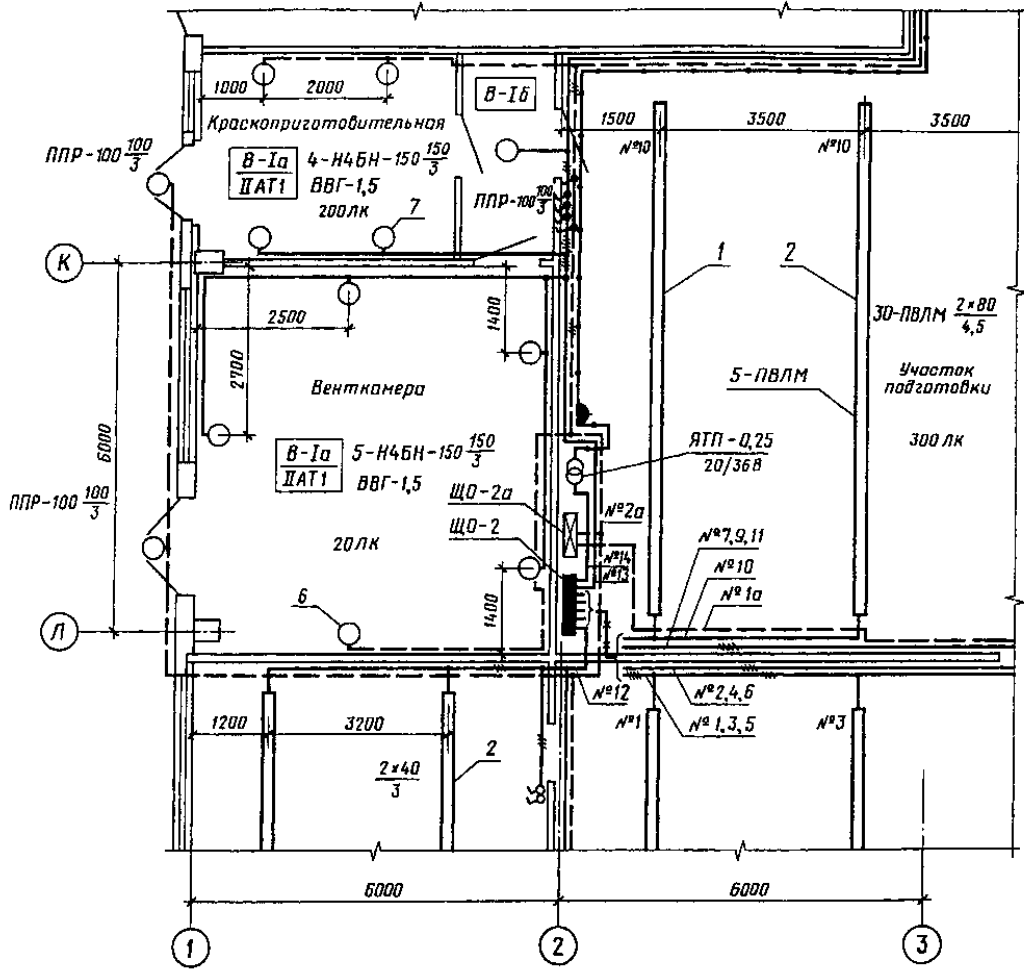 1000
2000
В-Iб
Краскоприготовительная
ППР-100 100/3
В-Iа
IIАТ1
4-Н4БН-150 150/3
ВВГ-1,5
200лк
7
ППР-100 100/3
1500
3500
3500
№10
№10
К
2500
1400
2700
1
2
30-ПВЛМ 2×80/4,5
Венткамера
5-ПВЛМ
Участок
подготовки
300 лк
6000
В-Iа
IIАТ1
5-Н4БН-150 150/3
ВВГ-1,5
ЯТП-0,25
20/36В
ППР-100 100/3
ЩО-2а
№2а
ЩО-2
20лк
№14
№13
№7,9,11
№10
№1а
6
1400
Л
№12
№2,4,6
№1,3,5
1200
3200
№1
№3
2×40/3
2
6000
6000
1
2
3